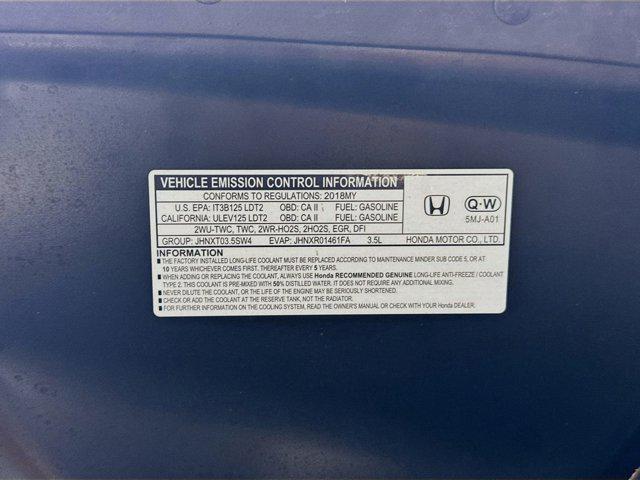 VEHICLE EMISSION CONTROL INFORMATION
CONFORMS TO REGULATIONS: 2018MY
U.S. EPA: IT3B125 LDT2 OBD: CA II FUEL: GASOLINE
CALIFORNIA: ULEV125 LDT2 OBD: CA II FUEL: GASOLINE
2WU-TWC, TWC, 2WR-HO2S, 2HO2S, EGR, DFI
GROUP: JHNXT03.5SW4 EVAP: JHNXR01461FA 3.5L
Q-W
5MJ-A01
HONDA MOTOR CO., LTD.
INFORMATION
■ THE FACTORY INSTALLED LONG-LIFE COOLANT MUST BE REPLACED ACCORDING TO MAINTENANCE MINDER SUB CODE 5, OR AT
10 YEARS WHICHEVER COMES FIRST, THEREAFTER EVERY 5 YEARS.
■ WHEN ADDING OR REPLACING THE COOLANT, ALWAYS USE Honda RECOMMENDED GENUINE LONG-LIFE ANTI-FREEZE / COOLANT
TYPE 2. THIS COOLANT IS PRE-MIXED WITH 50% DISTILLED WATER. IT DOES NOT REQUIRE ANY ADDITIONAL MIXING.
■ NEVER DILUTE THE COOLANT, OR THE LIFE OF THE ENGINE MAY BE SERIOUSLY SHORTENED.
■ CHECK OR ADD THE COOLANT AT THE RESERVE TANK, NOT THE RADIATOR.
■ FOR FURTHER INFORMATION ON THE COOLING SYSTEM, READ THE OWNER'S MANUAL OR CHECK WITH YOUR Honda DEALER.